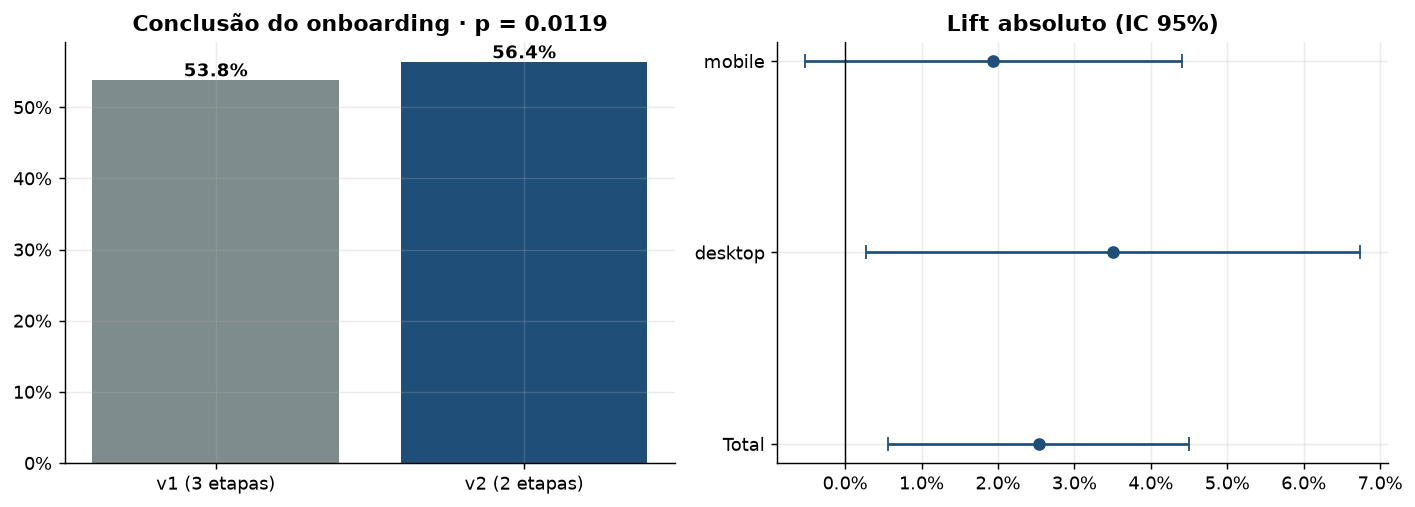 Conclusão do onboarding · p = 0.0119
53.8%
56.4%
50%
40%
30%
20%
10%
0%
v1 (3 etapas)
v2 (2 etapas)
Lift absoluto (IC 95%)
mobile
desktop
Total
0.0%
1.0%
2.0%
3.0%
4.0%
5.0%
6.0%
7.0%